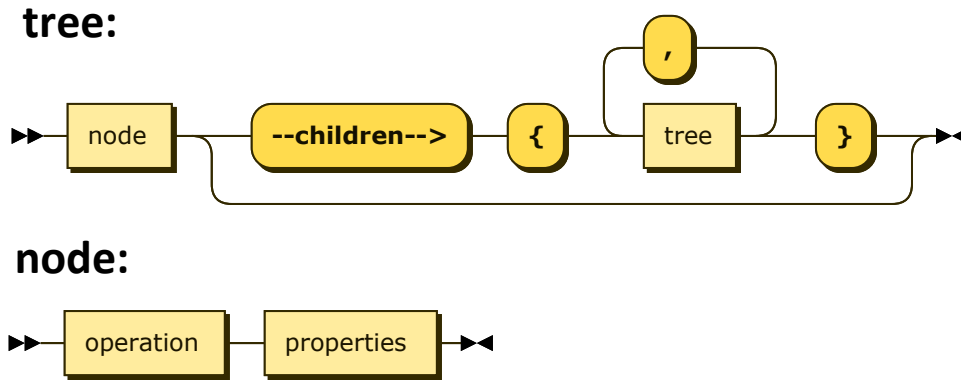 tree:
,
node --children--> { tree }
node:
operation properties